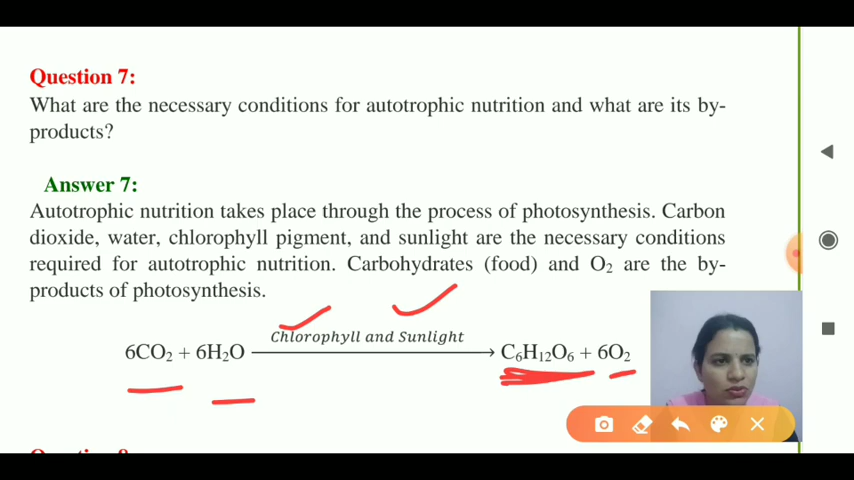 Question 7:
What are the necessary conditions for autotrophic nutrition and what are its by-
products?
Answer 7:
Autotrophic nutrition takes place through the process of photosynthesis. Carbon
dioxide, water, chlorophyll pigment, and sunlight are the necessary conditions
required for autotrophic nutrition. Carbohydrates (food) and O₂ are the by-
products of photosynthesis.
Chlorophyll and Sunlight
6CO₂ + 6H₂O ⟶ C₆H₁₂O₆ + 6O₂